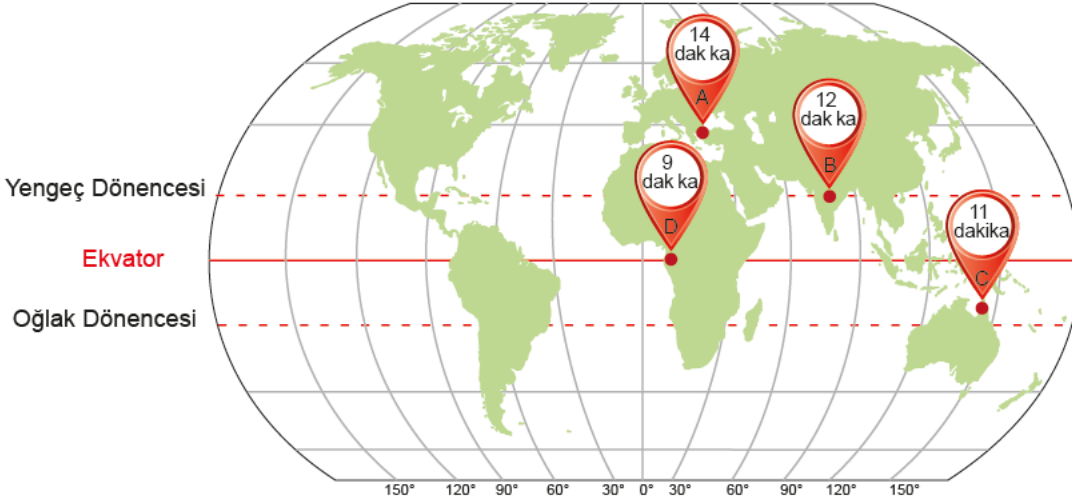 14
dak ka
A
12
dak ka
B
9
dak ka
D
11
dakika
C
Yengeç Dönencesi
Ekvator
Oğlak Dönencesi
150° 120° 90° 60° 30° 0° 30° 60° 90° 120° 150°